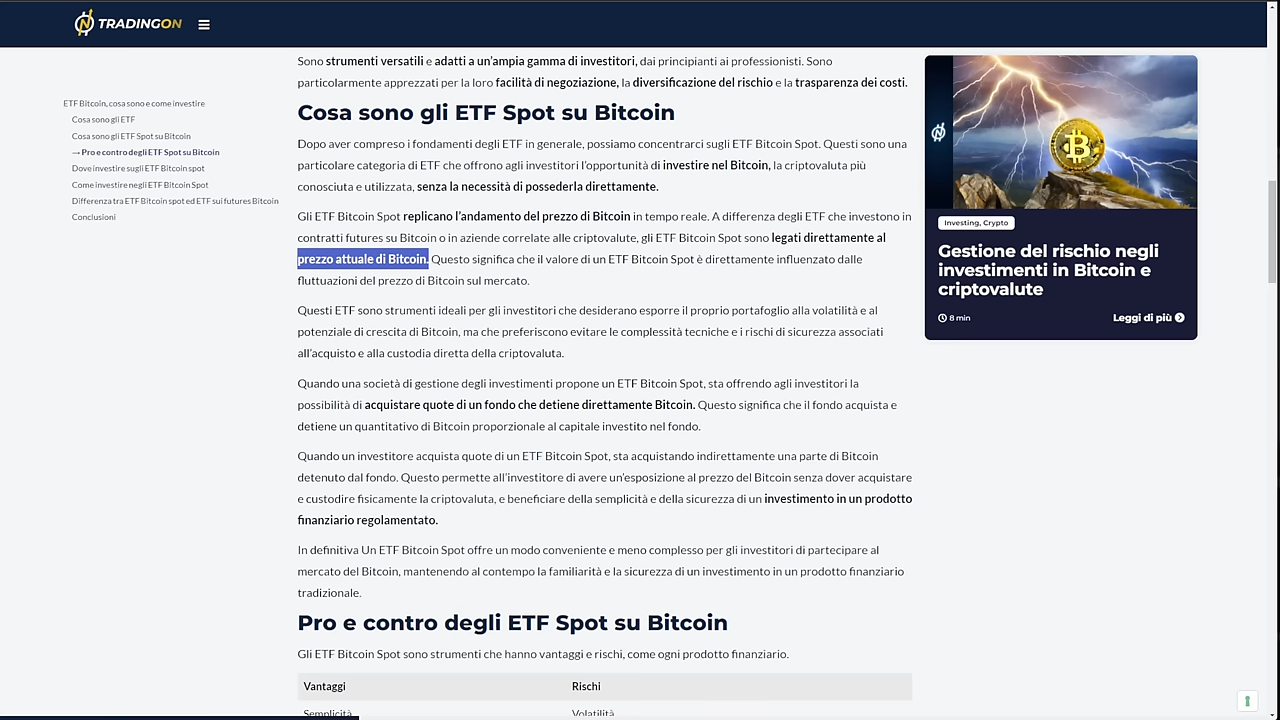 TRADINGON
ETF Bitcoin, cosa sono e come investire
Cosa sono gli ETF
Cosa sono gli ETF Spot su Bitcoin
→ Pro e contro degli ETF Spot su Bitcoin
Dove investire sugli ETF Bitcoin spot
Come investire negli ETF Bitcoin Spot
Differenza tra ETF Bitcoin spot ed ETF sui futures Bitcoin
Conclusioni
Sono strumenti versatili e adatti a un'ampia gamma di investitori, dai principianti ai professionisti. Sono
particolarmente apprezzati per la loro facilità di negoziazione, la diversificazione del rischio e la trasparenza dei costi.
Cosa sono gli ETF Spot su Bitcoin
Dopo aver compreso i fondamenti degli ETF in generale, possiamo concentrarci sugli ETF Bitcoin Spot. Questi sono una
particolare categoria di ETF che offrono agli investitori l'opportunità di investire nel Bitcoin, la criptovaluta più
conosciuta e utilizzata, senza la necessità di possederla direttamente.
Gli ETF Bitcoin Spot replicano l'andamento del prezzo di Bitcoin in tempo reale. A differenza degli ETF che investono in
contratti futures su Bitcoin o in aziende correlate alle criptovalute, gli ETF Bitcoin Spot sono legati direttamente al
prezzo attuale di Bitcoin. Questo significa che il valore di un ETF Bitcoin Spot è direttamente influenzato dalle
fluttuazioni del prezzo di Bitcoin sul mercato.
Questi ETF sono strumenti ideali per gli investitori che desiderano esporre il proprio portafoglio alla volatilità e al
potenziale di crescita di Bitcoin, ma che preferiscono evitare le complessità tecniche e i rischi di sicurezza associati
all'acquisto e alla custodia diretta della criptovaluta.
Quando una società di gestione degli investimenti propone un ETF Bitcoin Spot, sta offrendo agli investitori la
possibilità di acquistare quote di un fondo che detiene direttamente Bitcoin. Questo significa che il fondo acquista e
detiene un quantitativo di Bitcoin proporzionale al capitale investito nel fondo.
Quando un investitore acquista quote di un ETF Bitcoin Spot, sta acquistando indirettamente una parte di Bitcoin
detenuto dal fondo. Questo permette all'investitore di avere un'esposizione al prezzo del Bitcoin senza dover acquistare
e custodire fisicamente la criptovaluta, e beneficiare della semplicità e della sicurezza di un investimento in un prodotto
finanziario regolamentato.
In definitiva Un ETF Bitcoin Spot offre un modo conveniente e meno complesso per gli investitori di partecipare al
mercato del Bitcoin, mantenendo al contempo la familiarità e la sicurezza di un investimento in un prodotto finanziario
tradizionale.
Pro e contro degli ETF Spot su Bitcoin
Gli ETF Bitcoin Spot sono strumenti che hanno vantaggi e rischi, come ogni prodotto finanziario.
Vantaggi Rischi
Semplicità Volatilità
Investing, Crypto
Gestione del rischio negli
investimenti in Bitcoin e
criptovalute
8 min Leggi di più